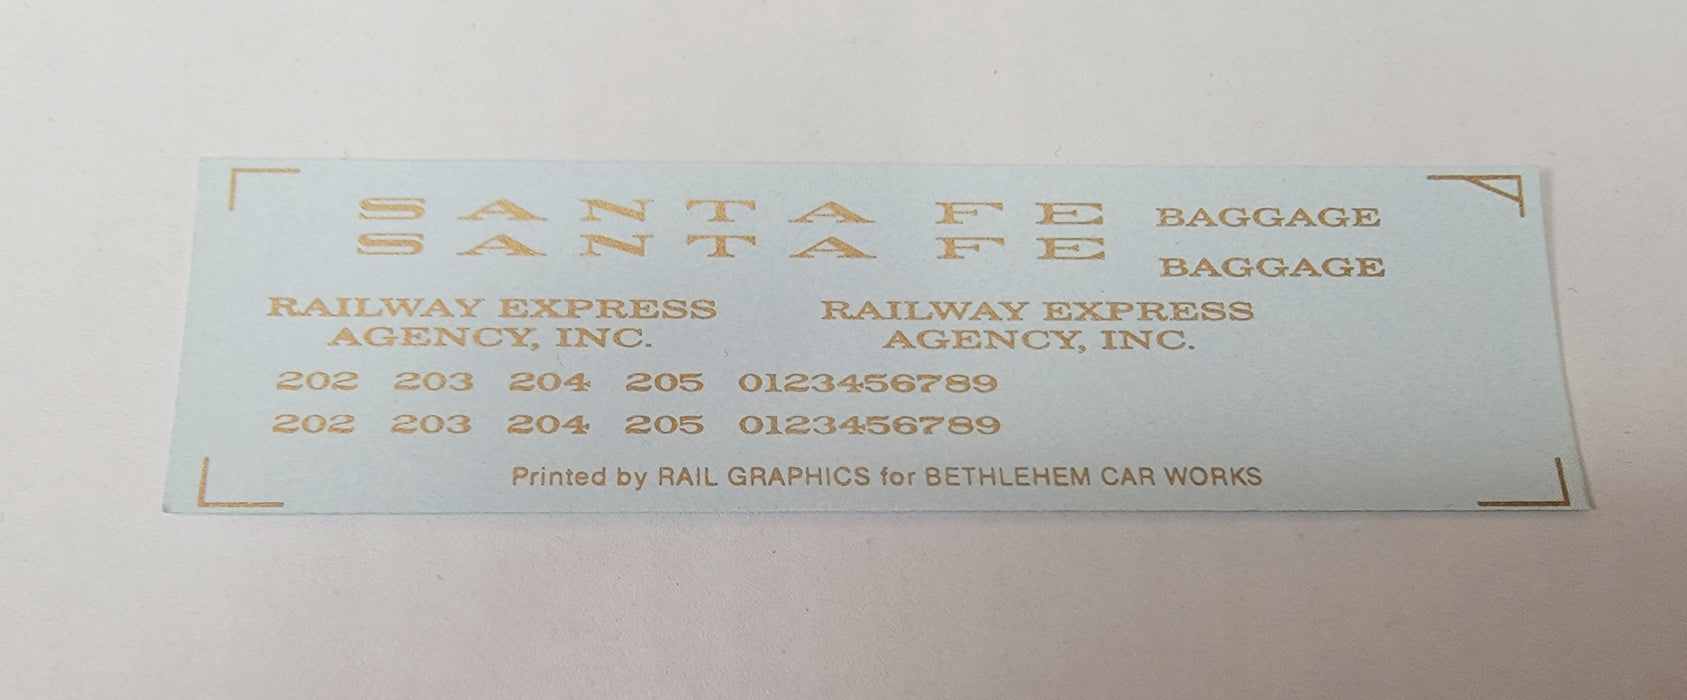 SANTA FE BAGGAGE
SANTA FE BAGGAGE
RAILWAY EXPRESS AGENCY, INC.
RAILWAY EXPRESS AGENCY, INC.
202 203 204 205 0123456789
202 203 204 205 0123456789
Printed by RAIL GRAPHICS for BETHLEHEM CAR WORKS